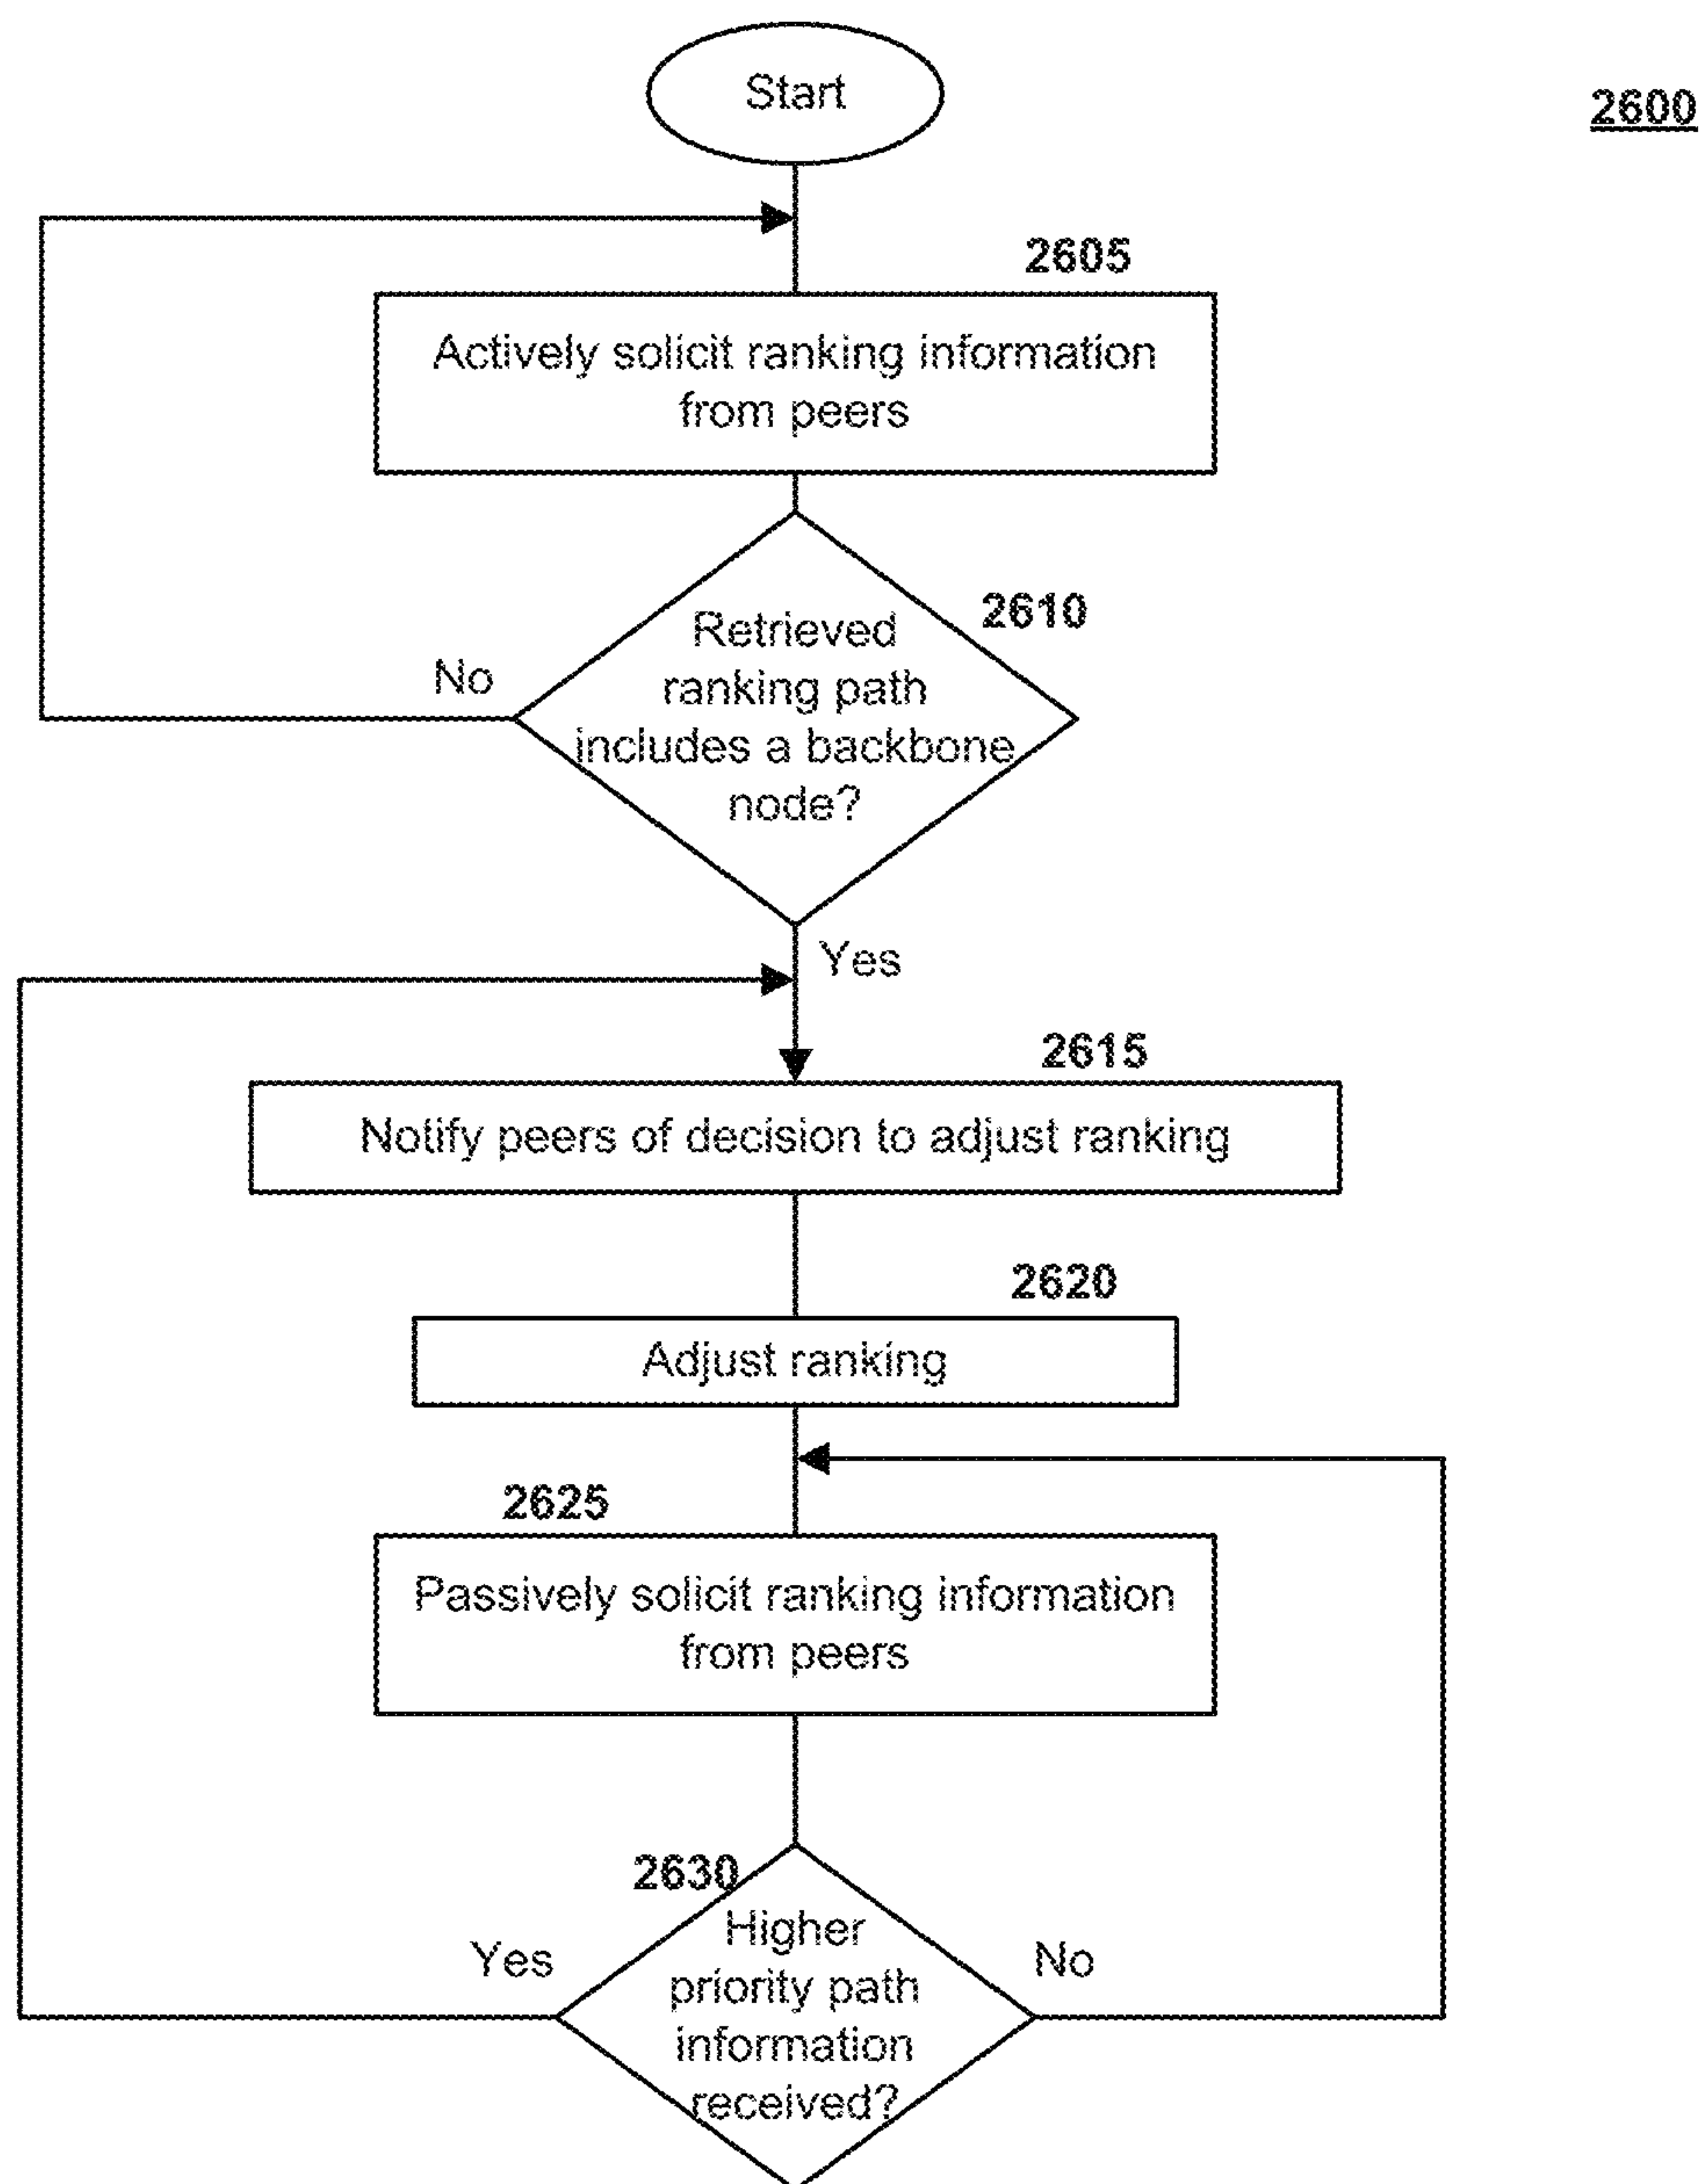 Start
2600
2605
Actively solicit ranking information
from peers
2610
Retrieved
ranking path
includes a backbone
node?
No
Yes
2615
Notify peers of decision to adjust ranking
2620
Adjust ranking
2625
Passively solicit ranking information
from peers
2630
Higher
priority path
information
received?
Yes
No